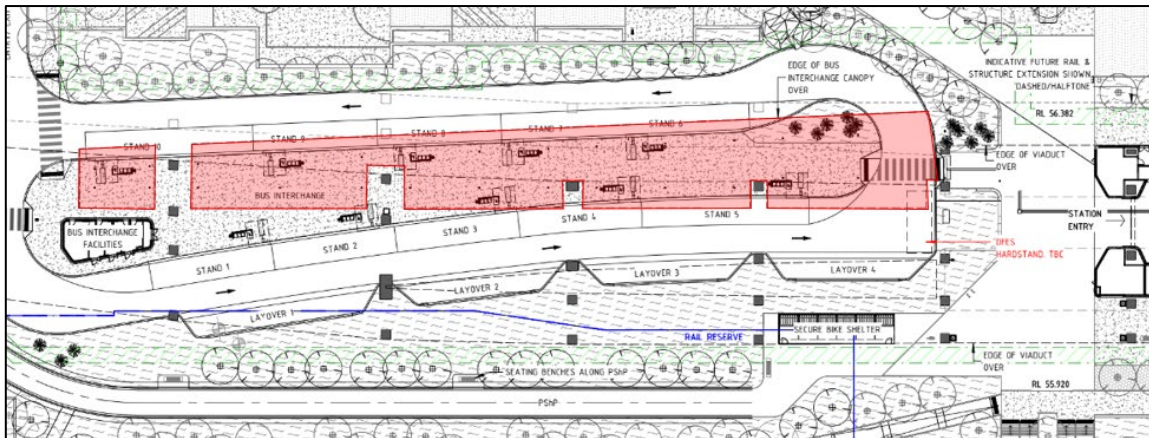 EDGE OF BUS
INTERCHANGE CANOPY
OVER
INDICATIVE FUTURE RAIL &
STRUCTURE EXTENSION SHOWN
DASHED/HALFTONE
RL 56.382
STAND 10
STAND 9
STAND 8
STAND 7
STAND 6
EDGE OF VIADUCT
OVER
BUS INTERCHANGE
BUS INTERCHANGE
FACILITIES
STAND 1
STAND 2
STAND 3
STAND 4
STAND 5
STATION
ENTRY
DFES
HARDSTAND. TBC
LAYOVER 1
LAYOVER 2
LAYOVER 3
LAYOVER 4
RAIL RESERVE
SECURE BIKE SHELTER
EDGE OF VIADUCT
OVER
SEATING BENCHES ALONG PShP
RL 55.920
PShP